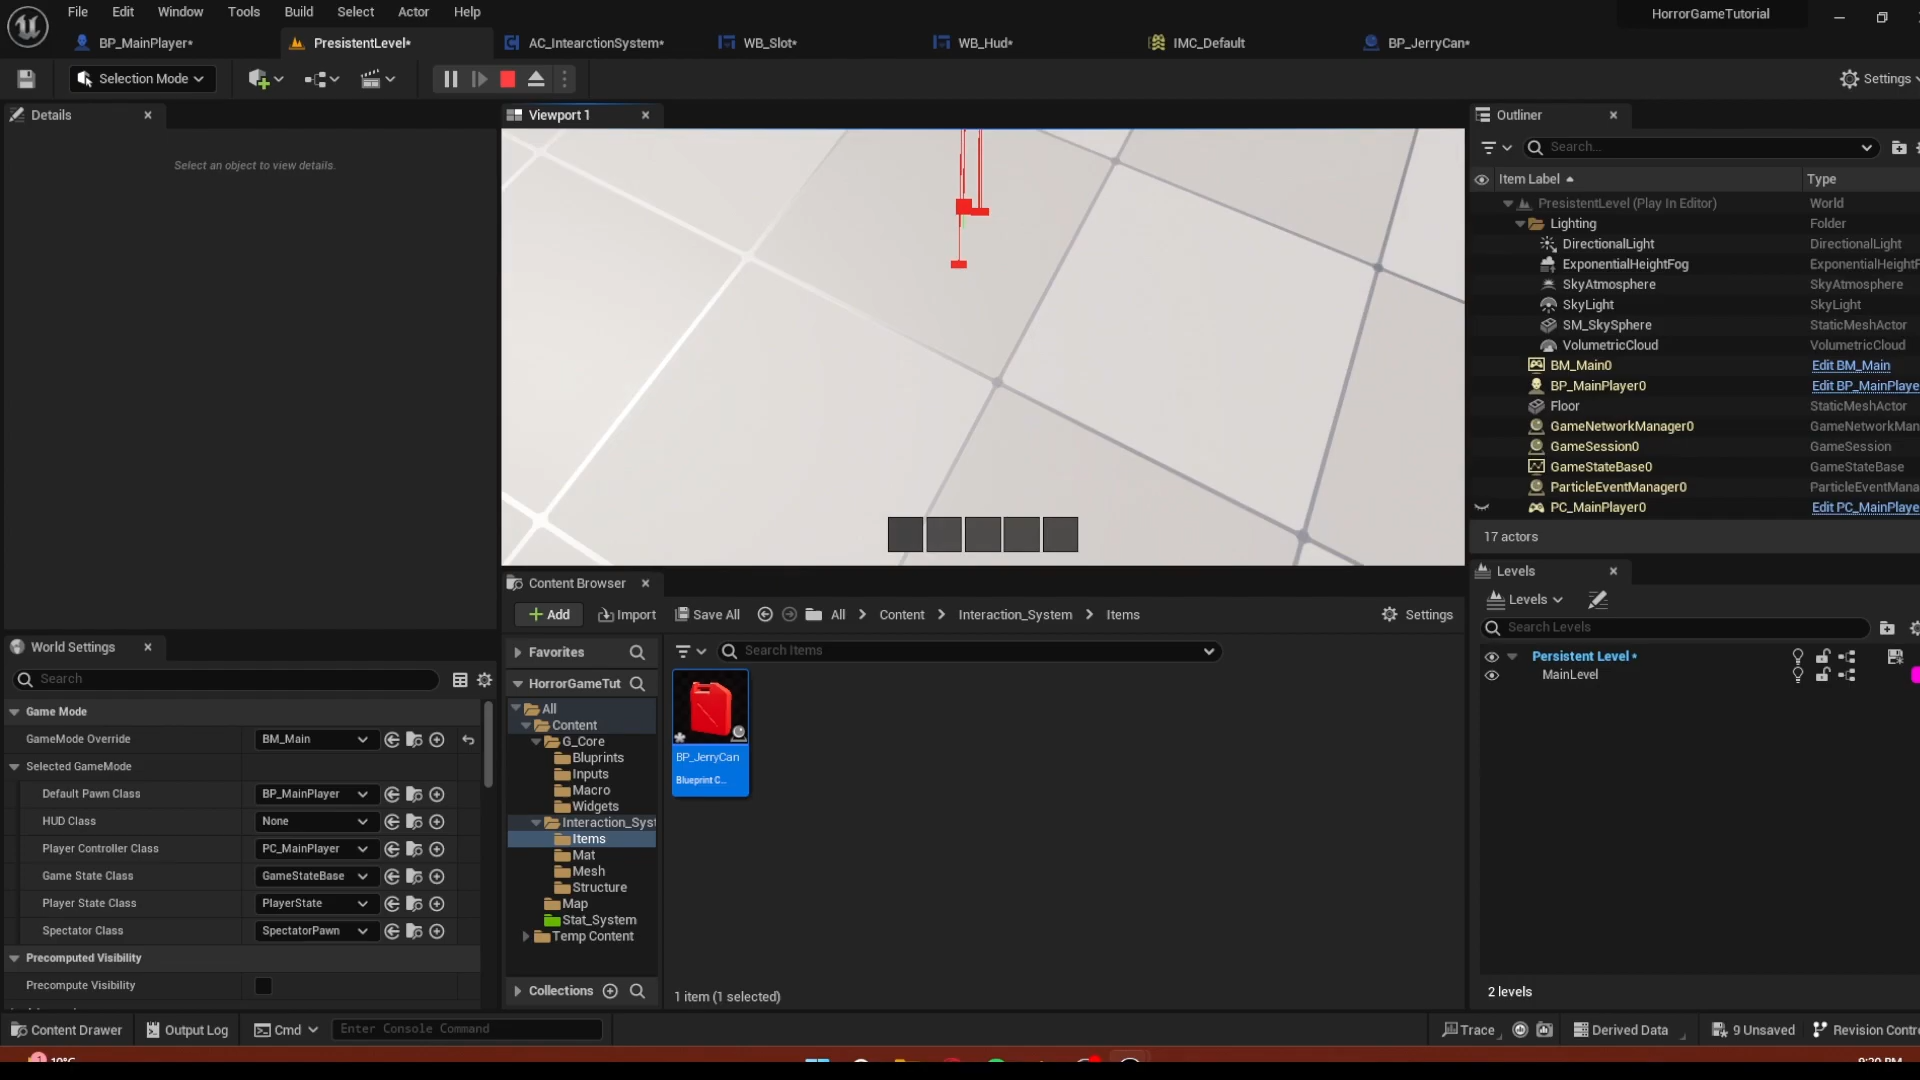 File Edit Window Tools Build Select Actor Help
HorrorGameTutorial
BP_MainPlayer* PresistentLevel* AC_IntearctionSystem* WB_Slot* WB_Hud* IMC_Default BP_JerryCan*
Selection Mode
Settings
Details
Select an object to view details.
Viewport 1
Outliner
Search...
Item Label Type
PresistentLevel (Play In Editor) World
Lighting Folder
DirectionalLight DirectionalLight
ExponentialHeightFog ExponentialHeightF
SkyAtmosphere SkyAtmosphere
SkyLight SkyLight
SM_SkySphere StaticMeshActor
VolumetricCloud VolumetricCloud
BM_Main0 Edit BM_Main
BP_MainPlayer0 Edit BP_MainPlaye
Floor StaticMeshActor
GameNetworkManager0 GameNetworkMan
GameSession0 GameSession
GameStateBase0 GameStateBase
ParticleEventManager0 ParticleEventMana
PC_MainPlayer0 Edit PC_MainPlaye
17 actors
Levels
Levels
Search Levels
Persistent Level *
MainLevel
2 levels
World Settings
Search
Game Mode
GameMode Override BM_Main
Selected GameMode
Default Pawn Class BP_MainPlayer
HUD Class None
Player Controller Class PC_MainPlayer
Game State Class GameStateBase
Player State Class PlayerState
Spectator Class SpectatorPawn
Precomputed Visibility
Precompute Visibility
Content Browser
Add Import Save All All Content Interaction_System Items Settings
Favorites
Search Items
HorrorGameTut
All
Content
G_Core
Bluprints
Inputs
Macro
Widgets
Interaction_Syst
Items
Mat
Mesh
Structure
Map
Stat_System
Temp Content
Collections
BP_JerryCan
Blueprint C...
1 item (1 selected)
Content Drawer Output Log Cmd Enter Console Command Trace Derived Data 9 Unsaved Revision Contr